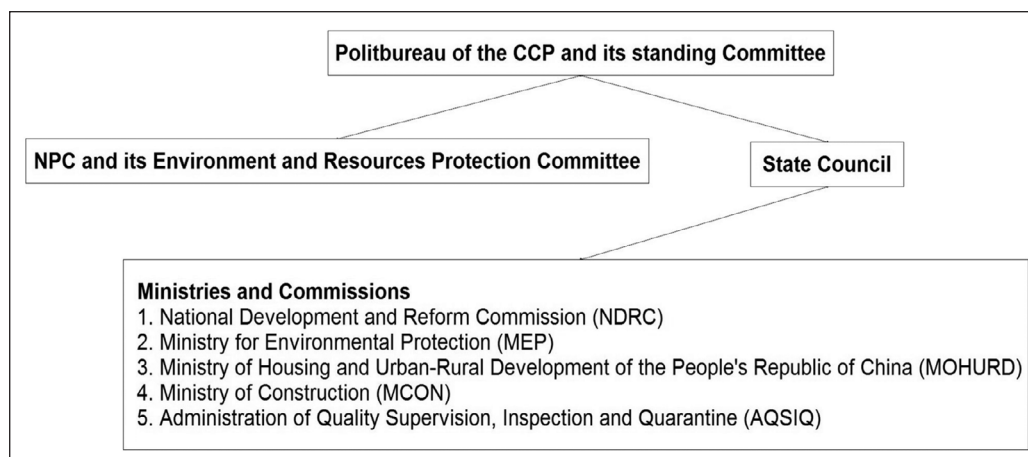 Politbureau of the CCP and its standing Committee
NPC and its Environment and Resources Protection Committee
State Council
Ministries and Commissions
1. National Development and Reform Commission (NDRC)
2. Ministry for Environmental Protection (MEP)
3. Ministry of Housing and Urban-Rural Development of the People's Republic of China (MOHURD)
4. Ministry of Construction (MCON)
5. Administration of Quality Supervision, Inspection and Quarantine (AQSIQ)